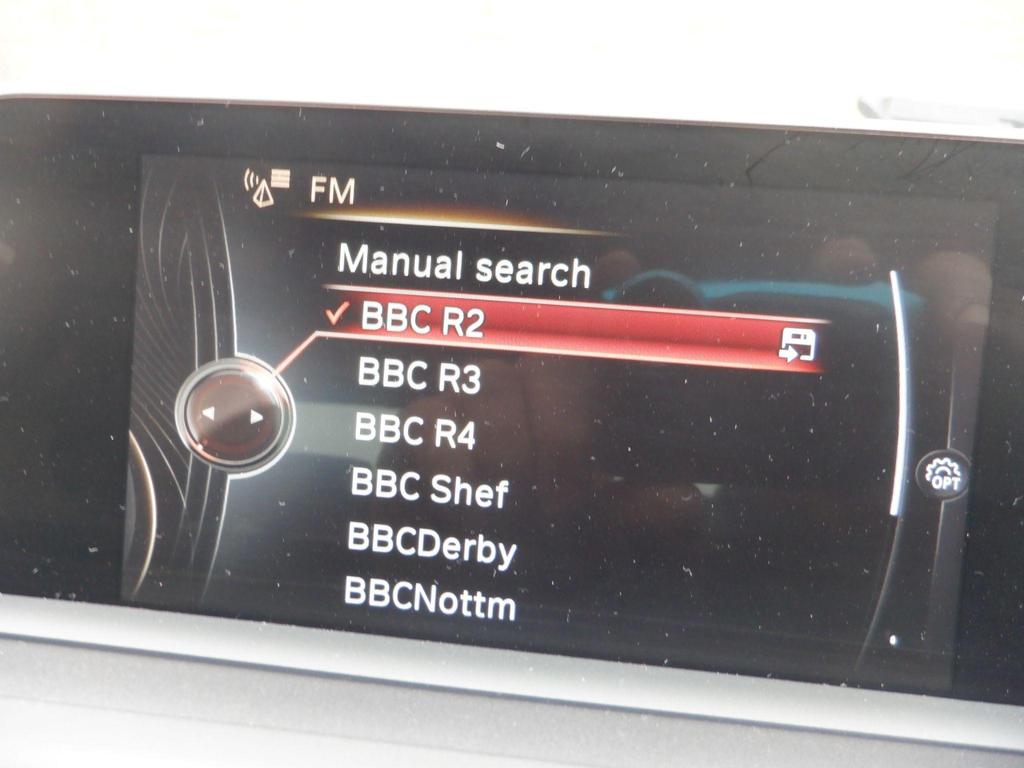 FM
Manual search
BBC R2
BBC R3
BBC R4
BBC Shef
OPT
BBCDerby
BBCNottm